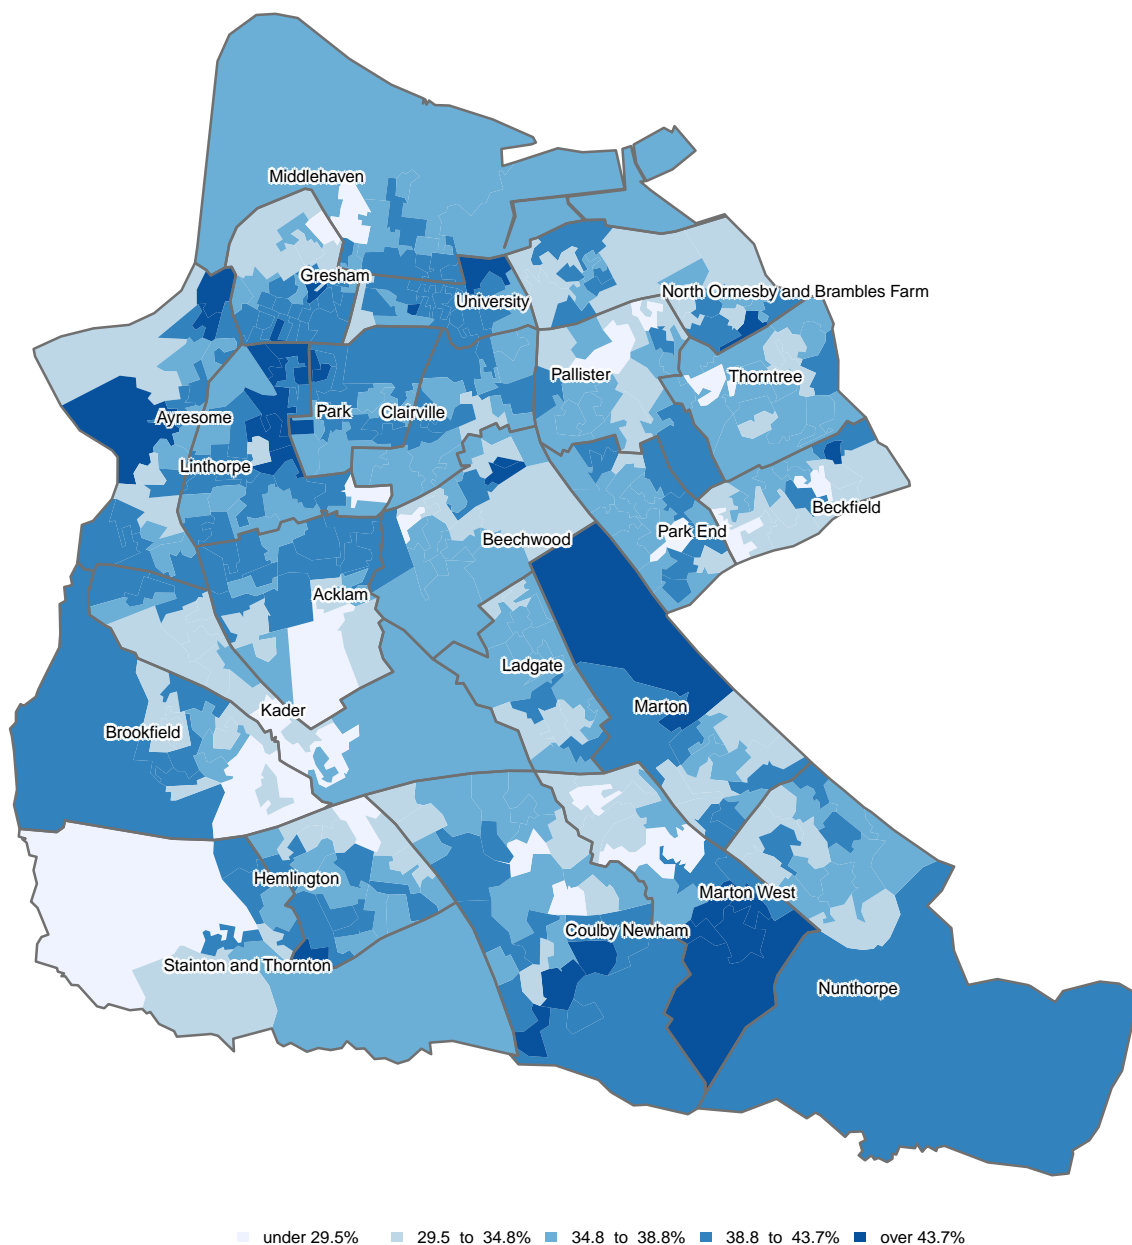 Middlehaven
Gresham
North Ormesby and Brambles Farm
University
Pallister
Thorntree
Ayresome
Park
Clairville
Linthorpe
Beckfield
Park End
Beechwood
Acklam
Ladgate
Kader
Marton
Brookfield
Hemlington
Marton West
Coulby Newham
Stainton and Thornton
Nunthorpe
under 29.5% 29.5 to 34.8% 34.8 to 38.8% 38.8 to 43.7% over 43.7%